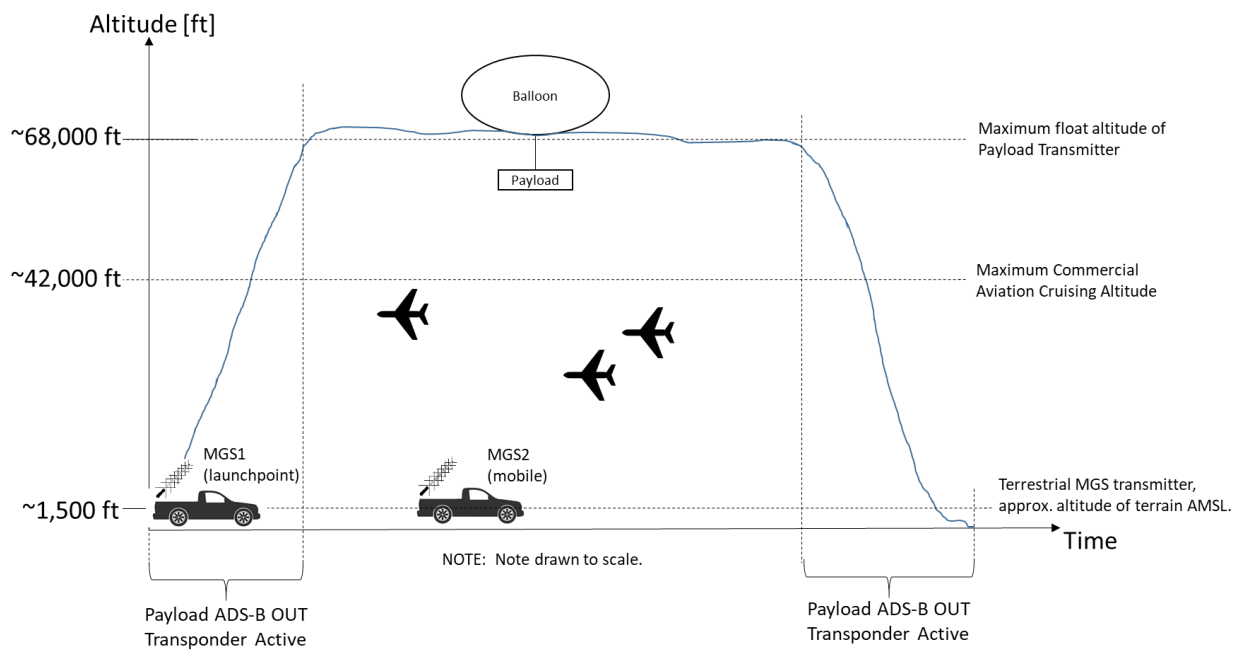 Altitude [ft]
Balloon
~68,000 ft
Maximum float altitude of
Payload Transmitter
Payload
~42,000 ft
Maximum Commercial
Aviation Cruising Altitude
MGS1
(launchpoint)
MGS2
(mobile)
~1,500 ft
Terrestrial MGS transmitter,
approx. altitude of terrain AMSL.
Time
NOTE: Note drawn to scale.
Payload ADS-B OUT
Transponder Active
Payload ADS-B OUT
Transponder Active